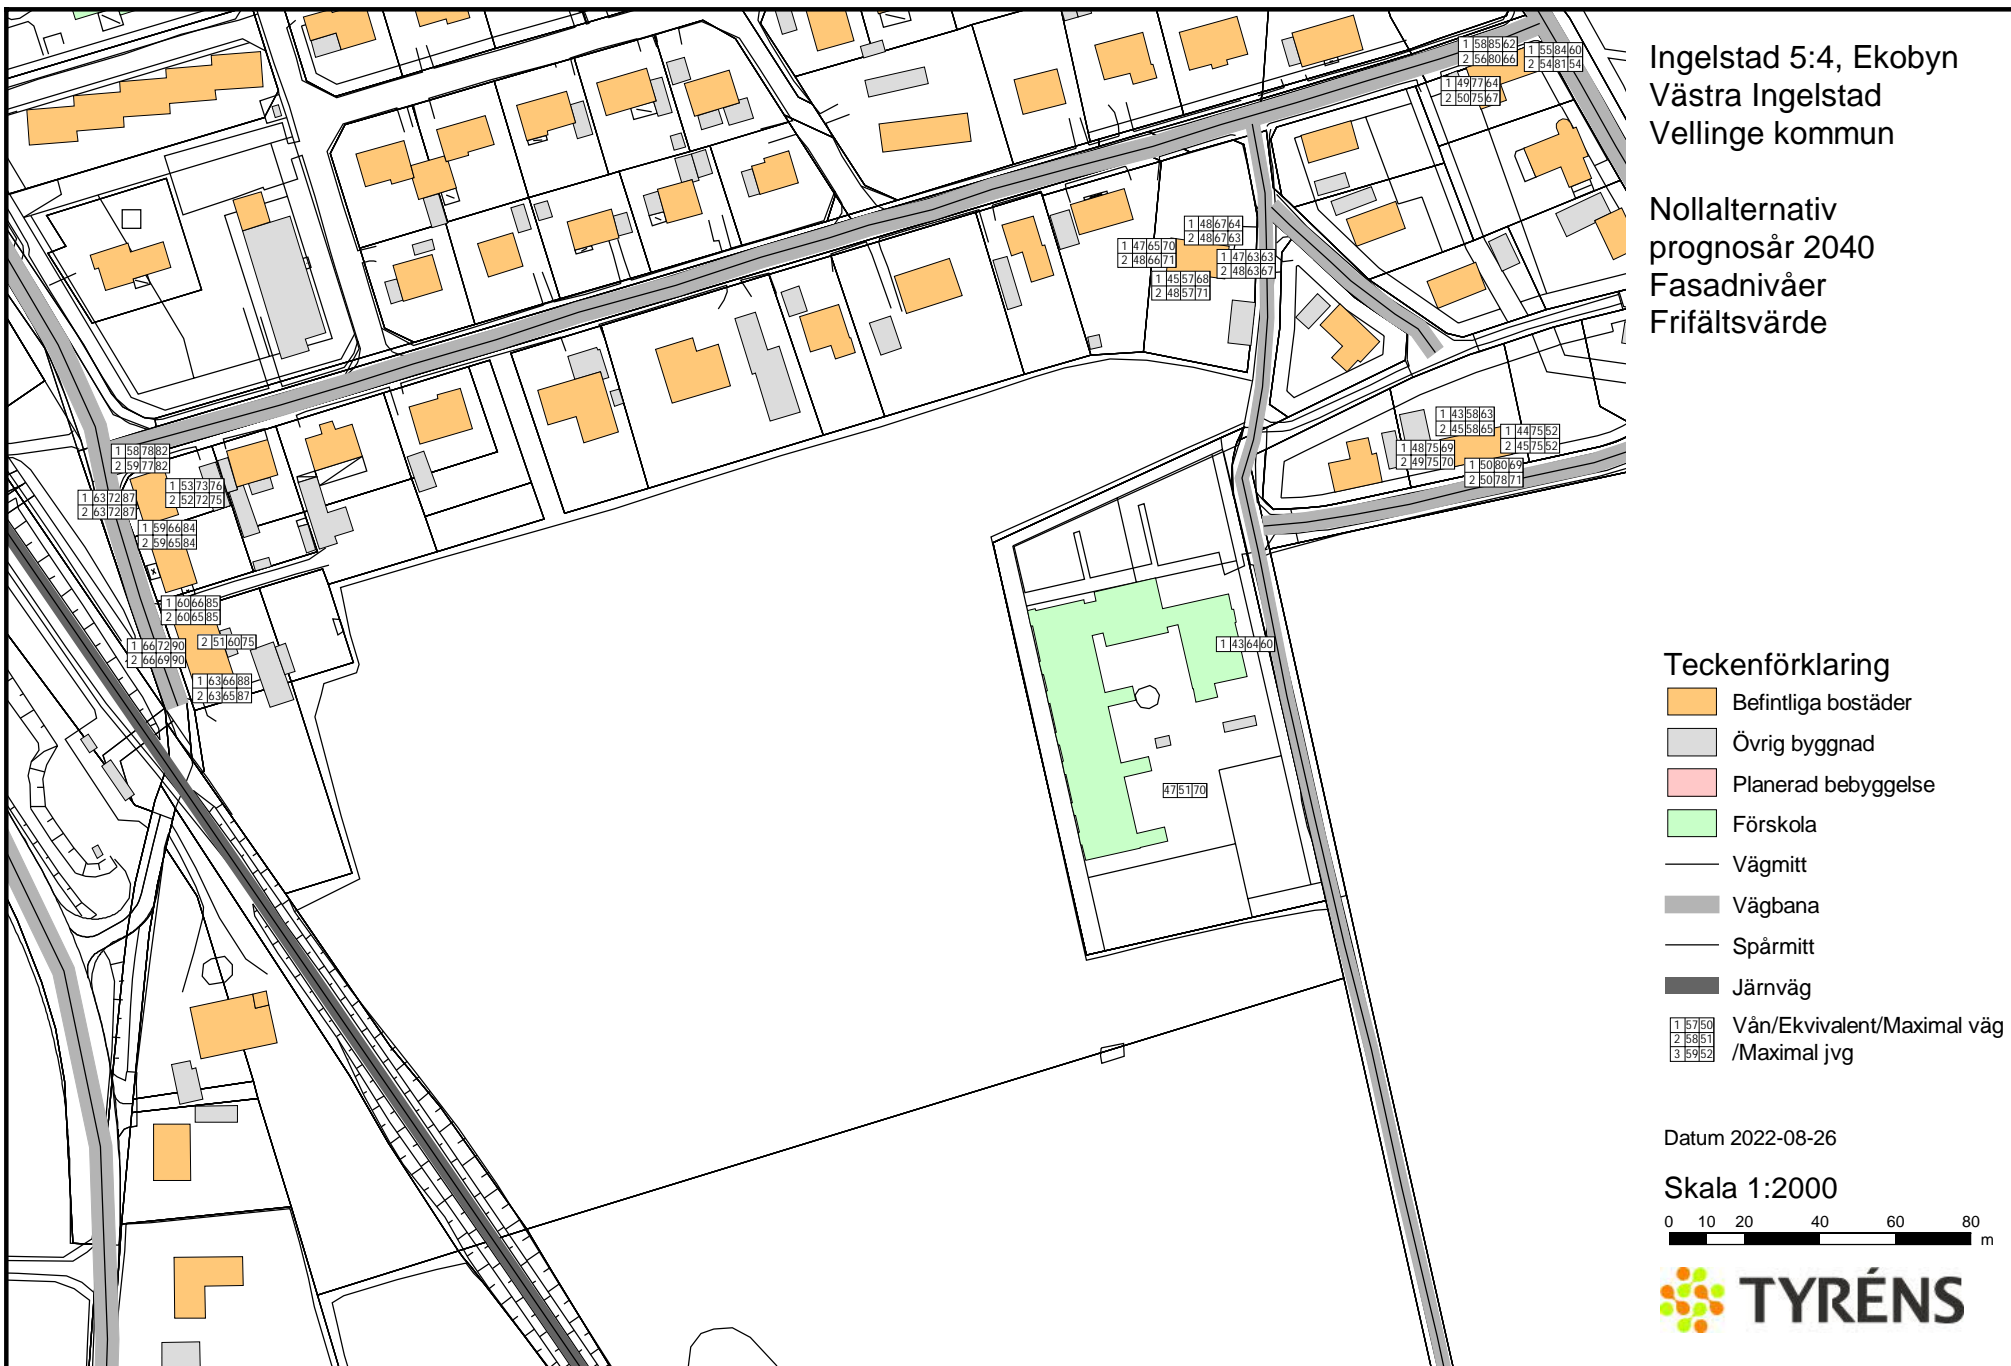 Ingelstad 5:4, Ekobyn
Västra Ingelstad
Vellinge kommun
Nollalternativ
prognosår 2040
Fasadnivåer
Frifältsvärde
1 58 85 62
2 56 80 66
1 55 84 60
2 54 81 54
1 49 77 64
2 50 75 67
1 48 67 64
2 48 67 63
1 47 65 70
2 48 66 71
1 47 63 63
2 48 63 67
1 45 57 68
2 48 57 71
1 43 58 63
2 45 58 65
1 44 75 52
2 45 75 52
1 48 75 69
2 49 75 70
1 50 80 69
2 50 78 71
1 58 78 82
2 59 77 82
1 53 73 76
2 52 72 75
1 63 72 87
2 63 72 87
1 59 66 84
2 59 65 84
1 60 66 85
2 60 65 85
1 66 72 90
2 66 69 90
2 51 60 75
1 63 66 88
2 63 65 87
1 43 64 60
47 51 70
Teckenförklaring
Befintliga bostäder
Övrig byggnad
Planerad bebyggelse
Förskola
Vägmitt
Vägbana
Spårmitt
Järnväg
1 57 50
2 58 51
3 59 52
Vån/Ekvivalent/Maximal väg
/Maximal jvg
Datum 2022-08-26
Skala 1:2000
0 10 20 40 60 80
m
TYRÉNS